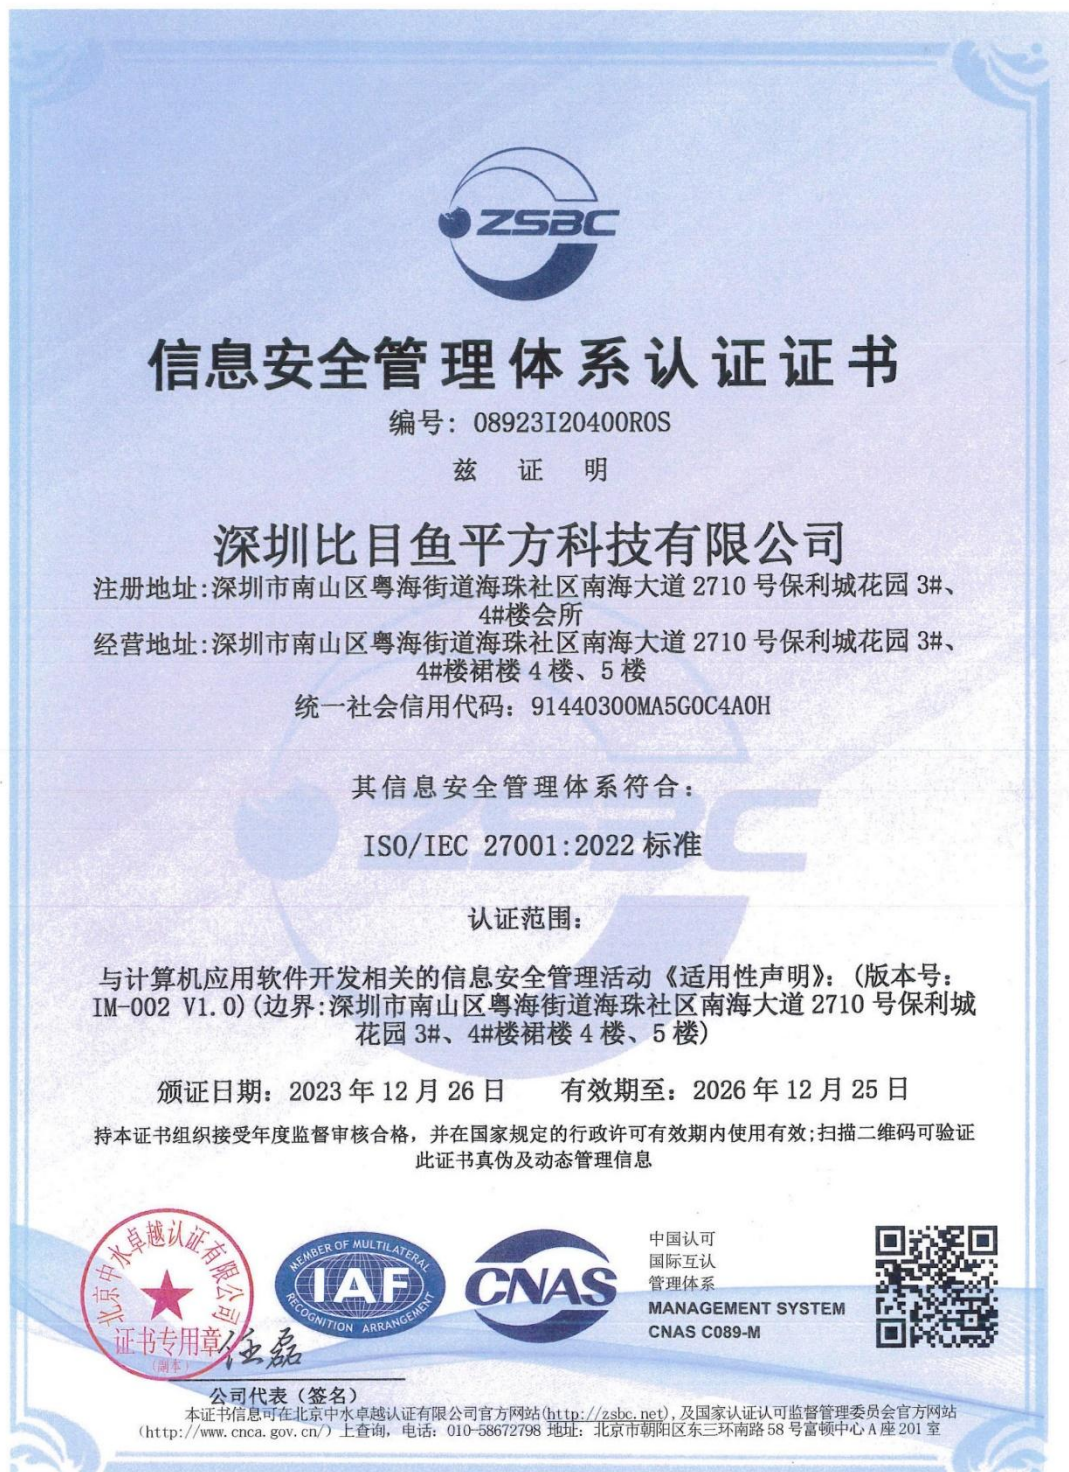 ZSBC
信息安全管理体系认证证书
编号: 08923I20400R0S
兹 证 明
深圳比目鱼平方科技有限公司
注册地址:深圳市南山区粤海街道海珠社区南海大道 2710 号保利城花园 3#、
4#楼会所
经营地址:深圳市南山区粤海街道海珠社区南海大道 2710 号保利城花园 3#、
4#楼裙楼 4 楼、5 楼
统一社会信用代码: 91440300MA5G0C4A0H
其信息安全管理体系符合:
ISO/IEC 27001:2022 标准
认证范围:
与计算机应用软件开发相关的信息安全管理活动《适用性声明》: (版本号:
IM-002 V1.0) (边界:深圳市南山区粤海街道海珠社区南海大道 2710 号保利城
花园 3#、4#楼裙楼 4 楼、5 楼)
颁证日期: 2023 年 12 月 26 日 有效期至: 2026 年 12 月 25 日
持本证书组织接受年度监督审核合格，并在国家规定的行政许可有效期内使用有效;扫描二维码可验证
此证书真伪及动态管理信息
北京中水卓越认证有限公司
证书专用章
(副本)
任磊
公司代表（签名）
MEMBER OF MULTILATERAL
IAF
RECOGNITION ARRANGEMENT
CNAS
中国认可
国际互认
管理体系
MANAGEMENT SYSTEM
CNAS C089-M
本证书信息可在北京中水卓越认证有限公司官方网站(http://zsbc.net), 及国家认证认可监督管理委员会官方网站
(http://www.cnca.gov.cn/) 上查询, 电话: 010-58672798 地址: 北京市朝阳区东三环南路 58 号富顿中心 A 座 201 室